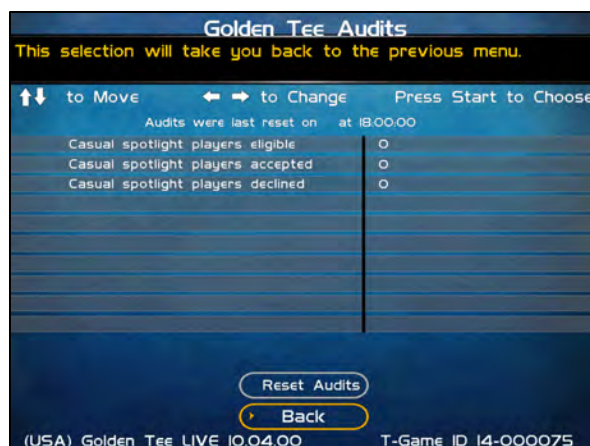 Golden Tee Audits
This selection will take you back to the previous menu.
to Move to Change Press Start to Choose
Audits were last reset on at 18:00:00
Casual spotlight players eligible 0
Casual spotlight players accepted 0
Casual spotlight players declined 0
Reset Audits
Back
(USA) Golden Tee LIVE 10.04.00 T-Game ID 14-000075